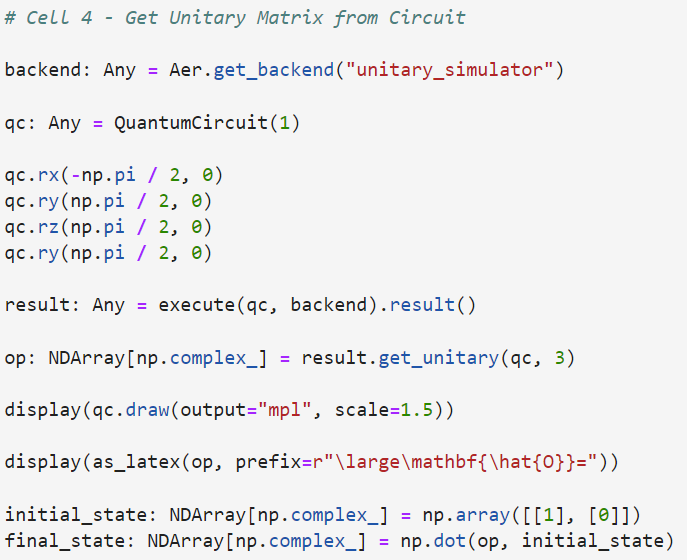 # Cell 4 - Get Unitary Matrix from Circuit
backend: Any = Aer.get_backend("unitary_simulator")
qc: Any = QuantumCircuit(1)
qc.rx(-np.pi / 2, 0)
qc.ry(np.pi / 2, 0)
qc.rz(np.pi / 2, 0)
qc.ry(np.pi / 2, 0)
result: Any = execute(qc, backend).result()
op: NDArray[np.complex_] = result.get_unitary(qc, 3)
display(qc.draw(output="mpl", scale=1.5))
display(as_latex(op, prefix=r"\large\mathbf{\hat{O}}="))
initial_state: NDArray[np.complex_] = np.array([[1], [0]])
final_state: NDArray[np.complex_] = np.dot(op, initial_state)